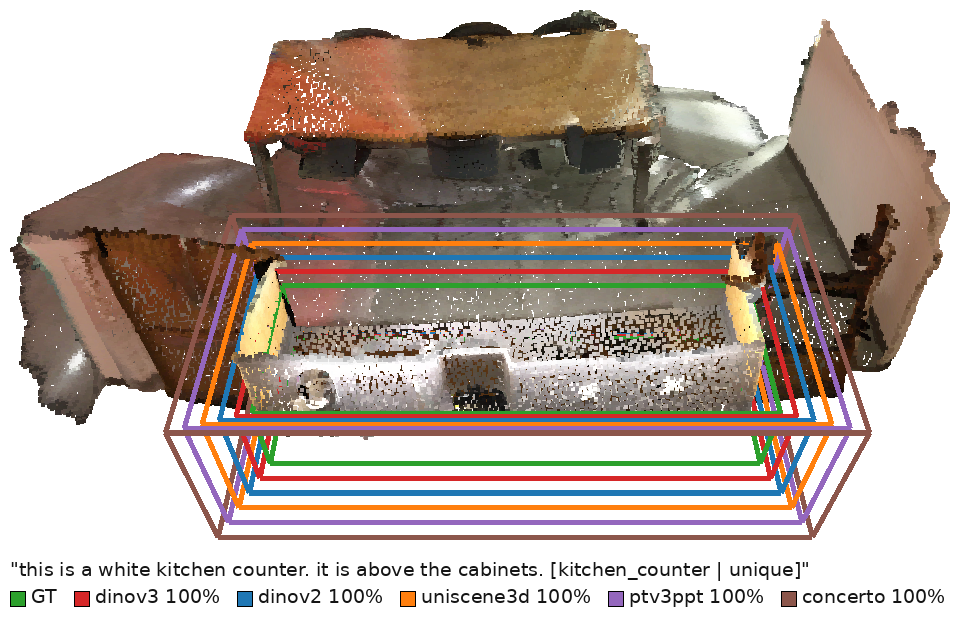 "this is a white kitchen counter. it is above the cabinets. [kitchen_counter | unique]"
GT dinov3 100% dinov2 100% uniscene3d 100% ptv3ppt 100% concerto 100%